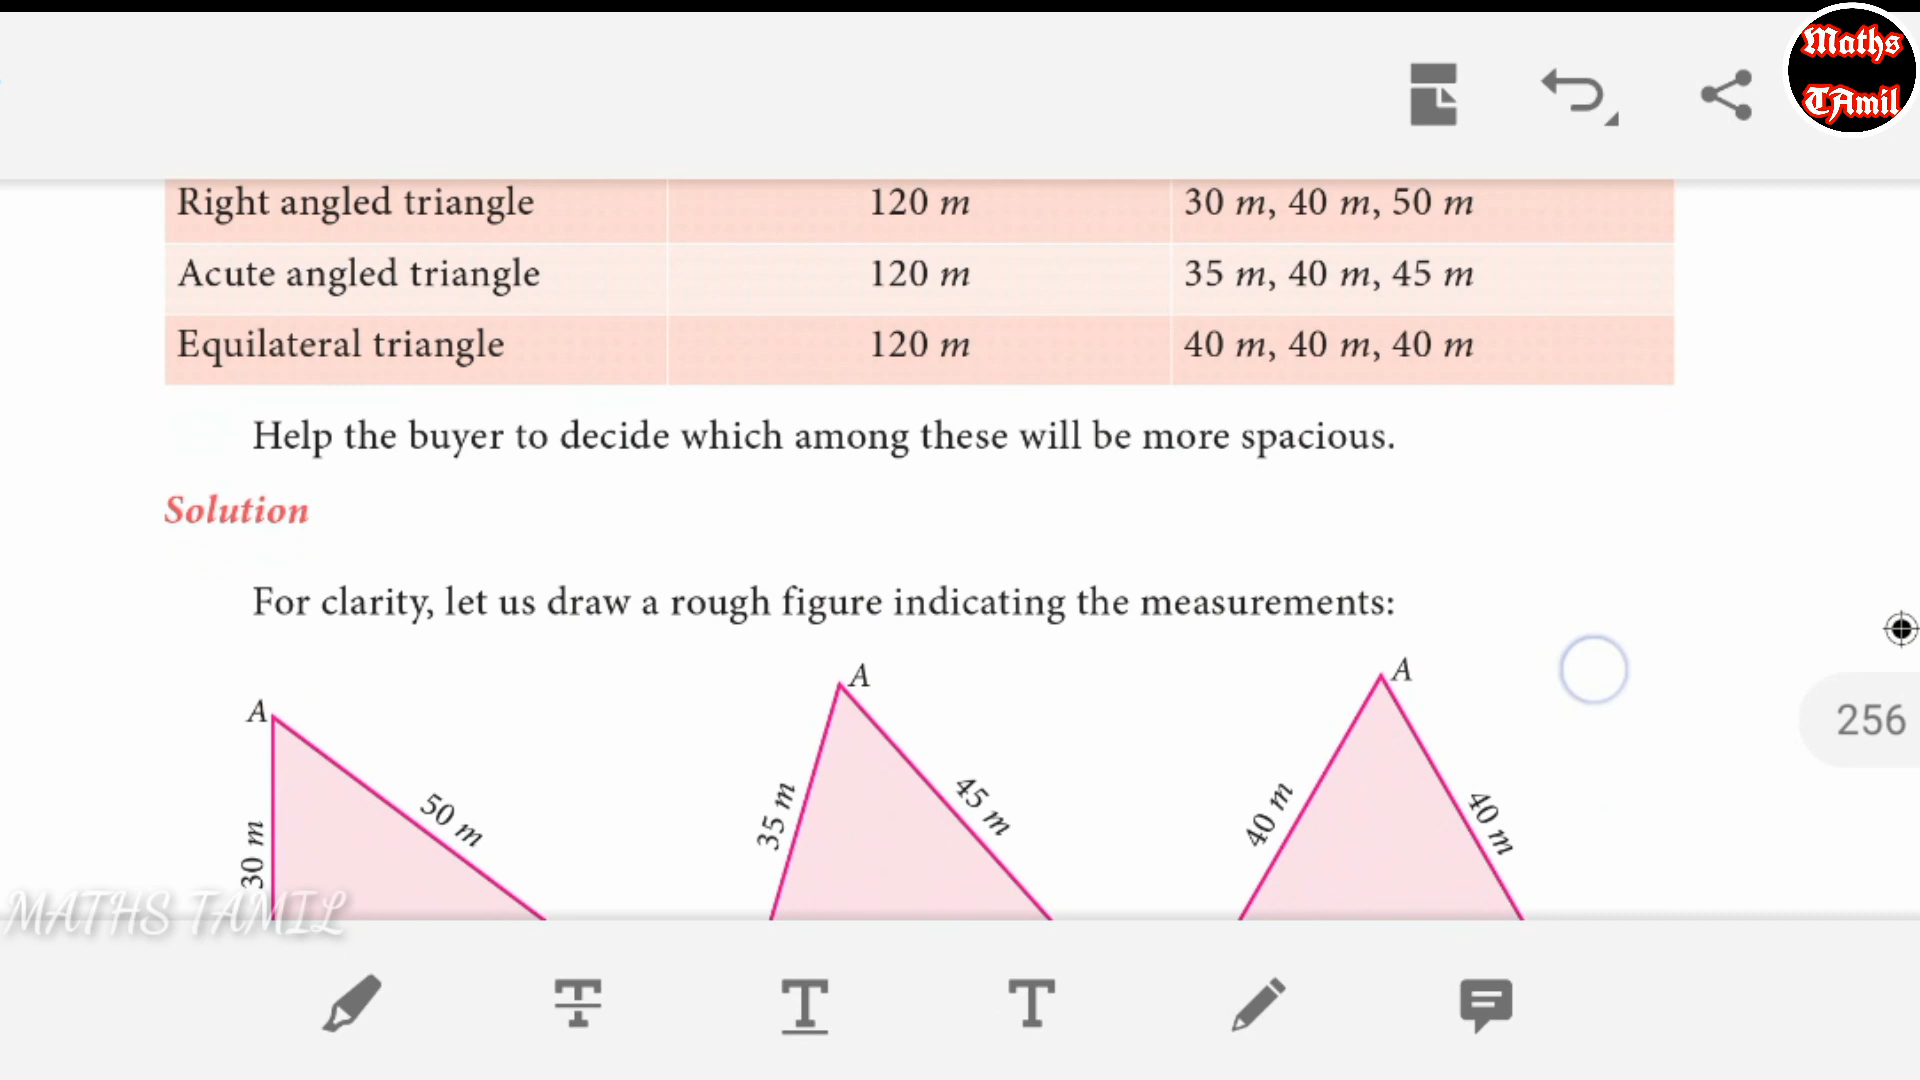 Maths
TAmil
Right angled triangle 120 m 30 m, 40 m, 50 m
Acute angled triangle 120 m 35 m, 40 m, 45 m
Equilateral triangle 120 m 40 m, 40 m, 40 m
Help the buyer to decide which among these will be more spacious.
Solution
For clarity, let us draw a rough figure indicating the measurements:
A
30 m
50 m
A
35 m
45 m
A
40 m
40 m
256
MATHS TAMIL